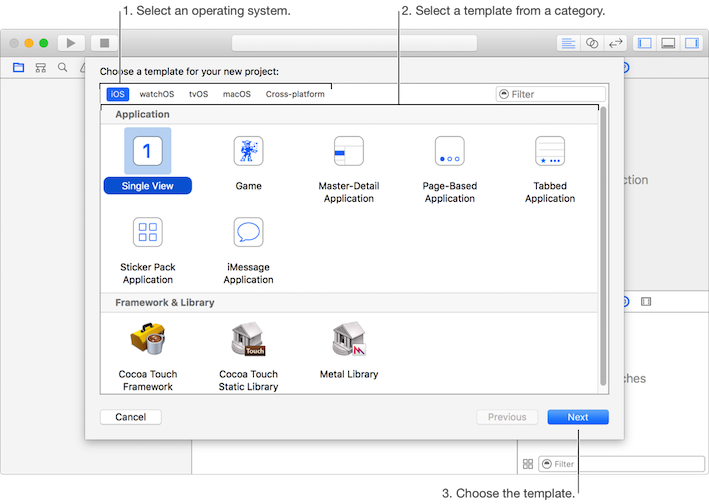 1. Select an operating system.
2. Select a template from a category.
Choose a template for your new project:
iOS
watchOS
tvOS
macOS
Cross-platform
Filter
Application
1
Single View
Game
Master-Detail
Application
Page-Based
Application
Tabbed
Application
Sticker Pack
Application
iMessage
Application
Framework & Library
Touch
Cocoa Touch
Framework
Cocoa Touch
Static Library
Metal Library
Cancel
Previous
Next
Filter
3. Choose the template.